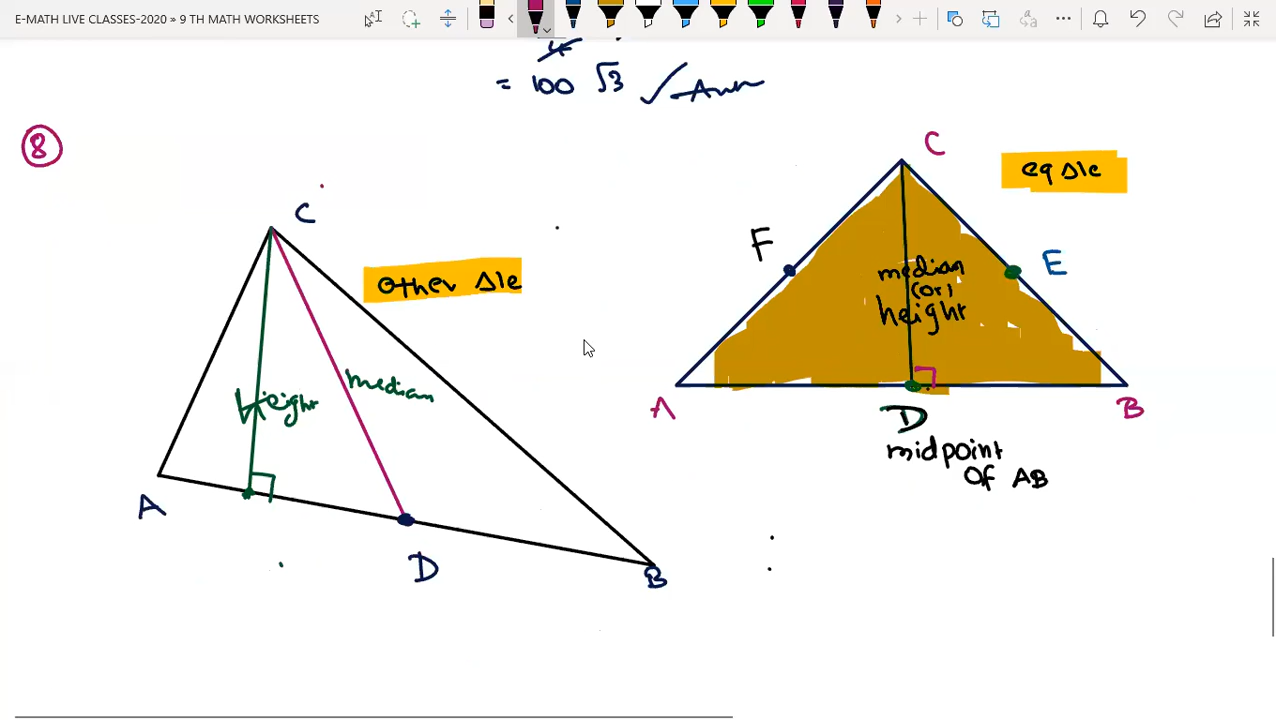 E-MATH LIVE CLASSES-2020 » 9 TH MATH WORKSHEETS
= 100 √3 ✓ Ans
8
C
Other Δle
Height
median
A
D
B
C
eq Δle
F
E
median
(or)
height
A
D
B
midpoint
Of AB